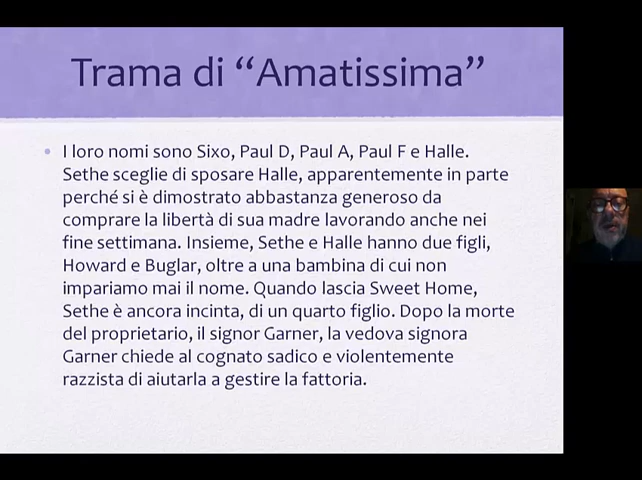 Trama di “Amatissima”
• I loro nomi sono Sixo, Paul D, Paul A, Paul F e Halle.
Sethe sceglie di sposare Halle, apparentemente in parte
perché si è dimostrato abbastanza generoso da
comprare la libertà di sua madre lavorando anche nei
fine settimana. Insieme, Sethe e Halle hanno due figli,
Howard e Buglar, oltre a una bambina di cui non
impariamo mai il nome. Quando lascia Sweet Home,
Sethe è ancora incinta, di un quarto figlio. Dopo la morte
del proprietario, il signor Garner, la vedova signora
Garner chiede al cognato sadico e violentemente
razzista di aiutarla a gestire la fattoria.